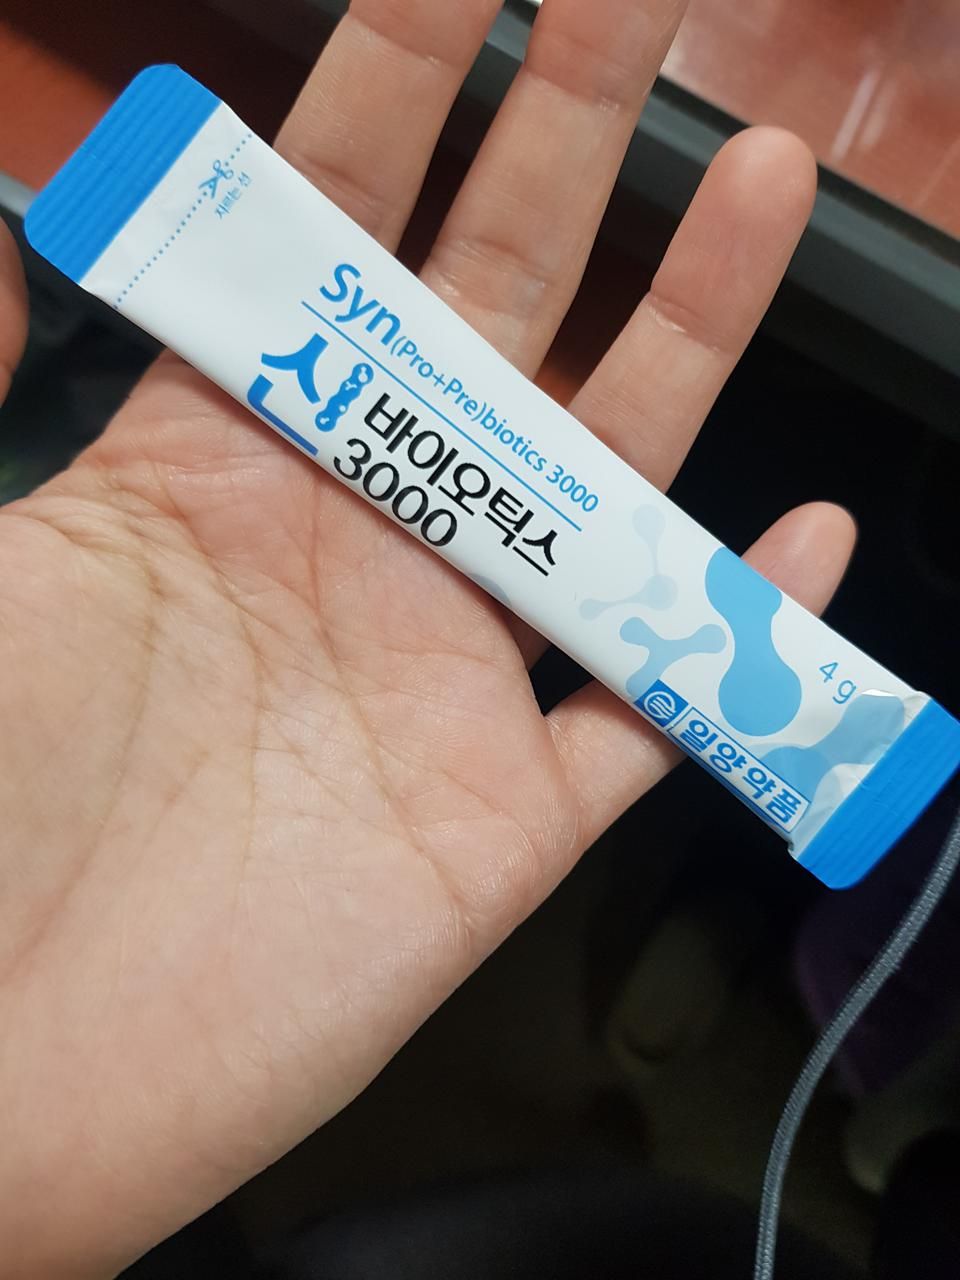 자르는 선
Syn(Pro+Pre)biotics 3000
신바이오틱스
3000
4 g
일양약품